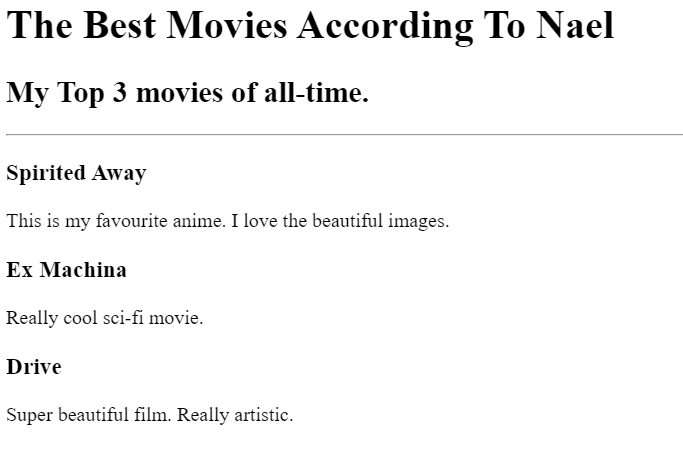 The Best Movies According To Nael
My Top 3 movies of all-time.
Spirited Away
This is my favourite anime. I love the beautiful images.
Ex Machina
Really cool sci-fi movie.
Drive
Super beautiful film. Really artistic.